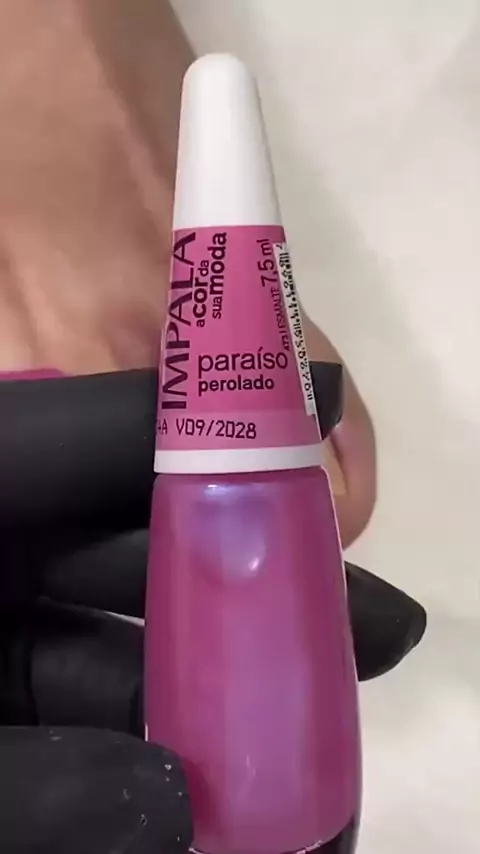 IMPALA
a cor da
sua moda
7,5 ml
paraíso
perolado
V09/2028